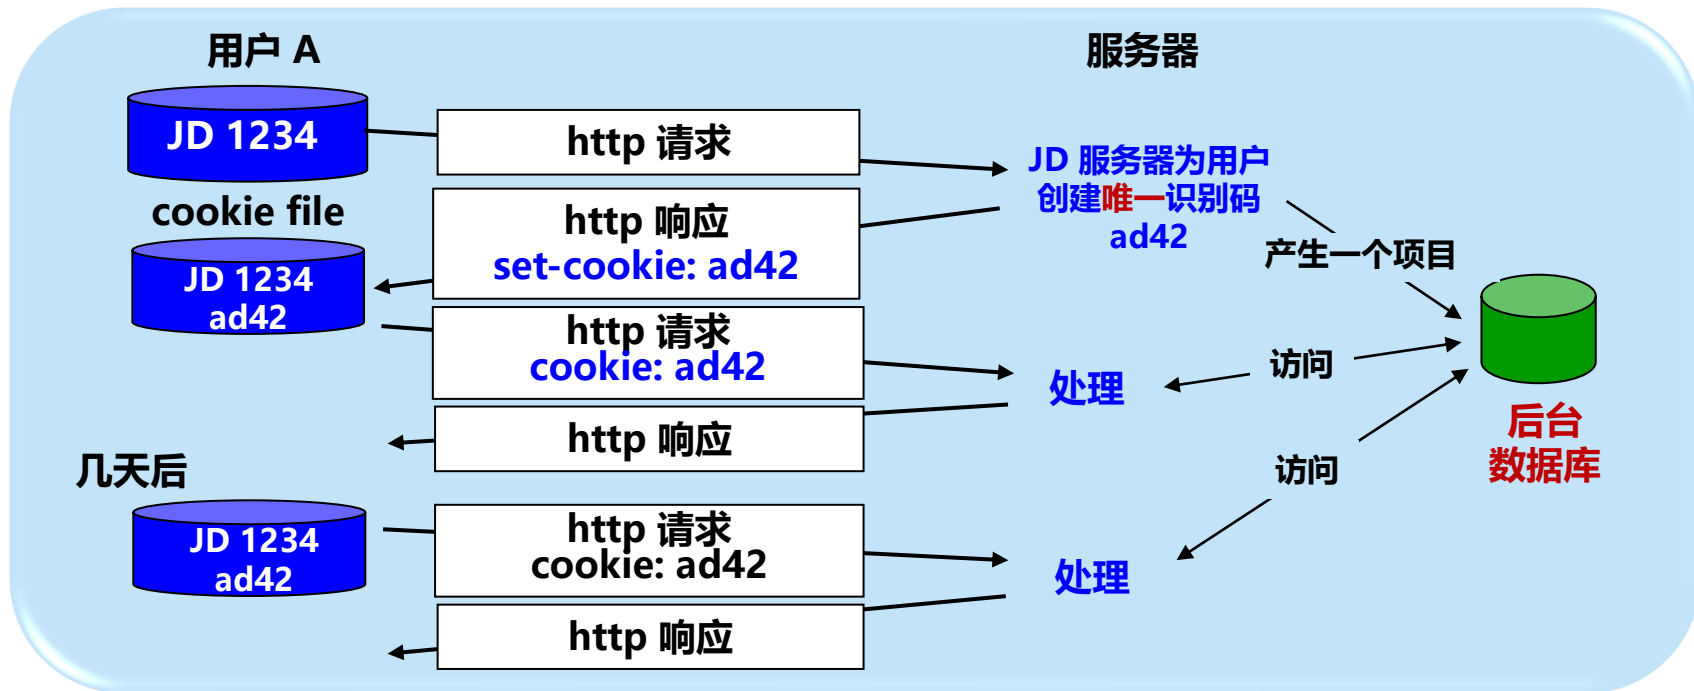 用户 A
服务器
JD 1234
http 请求
JD 服务器为用户
创建唯一识别码
ad42
cookie file
http 响应
set-cookie: ad42
产生一个项目
JD 1234
ad42
http 请求
cookie: ad42
处理
访问
http 响应
后台
数据库
几天后
访问
JD 1234
ad42
http 请求
cookie: ad42
处理
http 响应